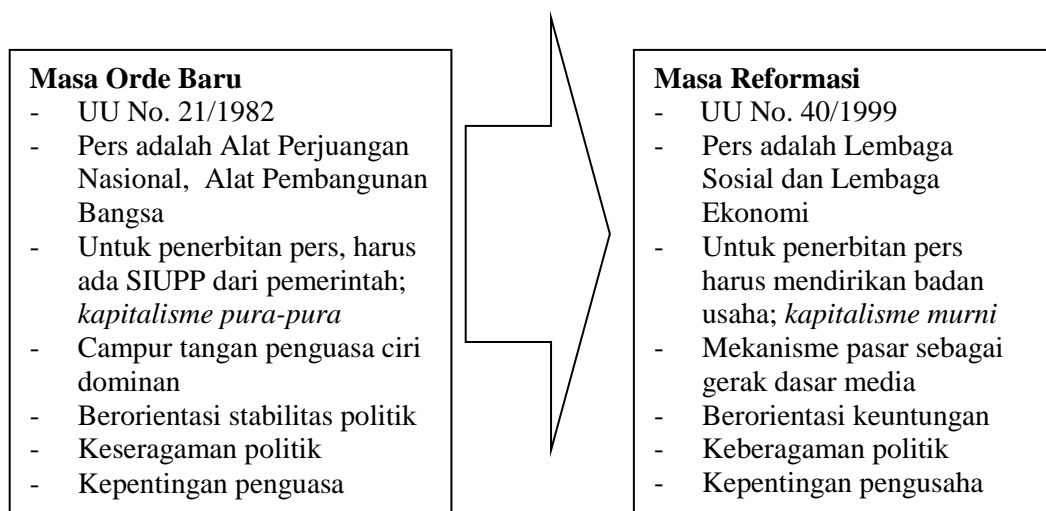 Masa Orde Baru
- UU No. 21/1982
- Pers adalah Alat Perjuangan
Nasional, Alat Pembangunan
Bangsa
- Untuk penerbitan pers, harus
ada SIUPP dari pemerintah;
kapitalisme pura-pura
- Campur tangan penguasa ciri
dominan
- Berorientasi stabilitas politik
- Keseragaman politik
- Kepentingan penguasa
Masa Reformasi
- UU No. 40/1999
- Pers adalah Lembaga
Sosial dan Lembaga
Ekonomi
- Untuk penerbitan pers
harus mendirikan badan
usaha; kapitalisme murni
- Mekanisme pasar sebagai
gerak dasar media
- Berorientasi keuntungan
- Keberagaman politik
- Kepentingan pengusaha